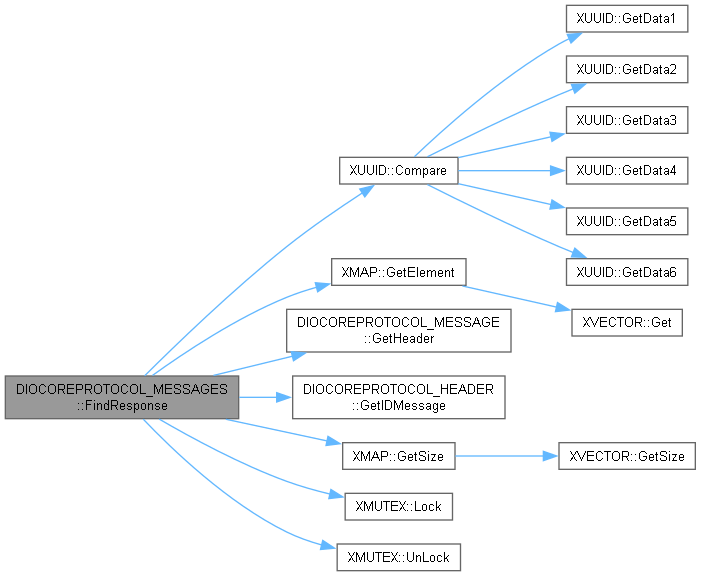 XUUID::GetData1
XUUID::GetData2
XUUID::GetData3
XUUID::Compare
XUUID::GetData4
XUUID::GetData5
XMAP::GetElement
XUUID::GetData6
DIOCOREPROTOCOL_MESSAGE
::GetHeader
XVECTOR::Get
DIOCOREPROTOCOL_MESSAGES
::FindResponse
DIOCOREPROTOCOL_HEADER
::GetIDMessage
XMAP::GetSize
XVECTOR::GetSize
XMUTEX::Lock
XMUTEX::UnLock